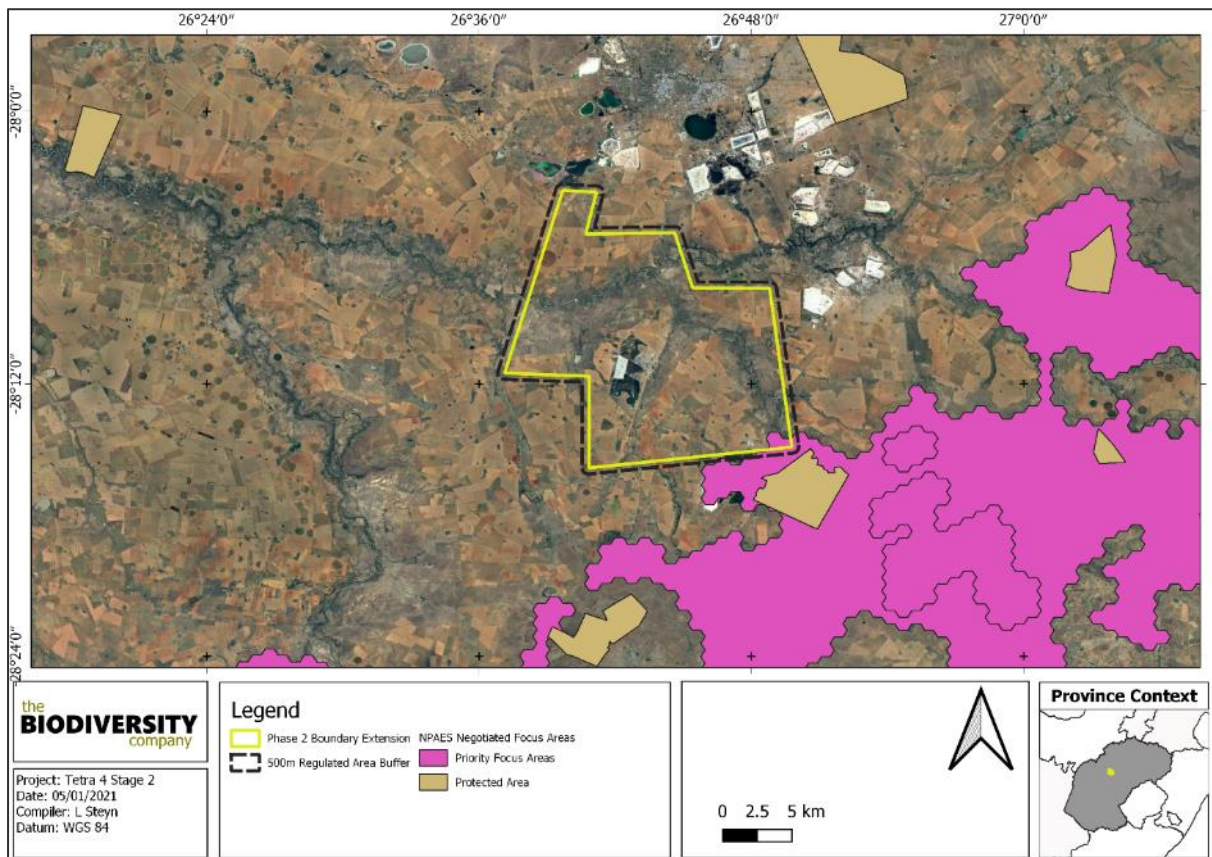 26°24'0'' 26°36'0'' 26°48'0'' 27°0'0''
-28°0'0''
-28°12'0''
-28°24'0''
the
BIODIVERSITY
company
Project: Tetra 4 Stage 2
Date: 05/01/2021
Compiler: L Steyn
Datum: WGS 84
Legend
Phase 2 Boundary Extension
500m Regulated Area Buffer
NPAES Negotiated Focus Areas
Priority Focus Areas
Protected Area
0 2.5 5 km
Province Context